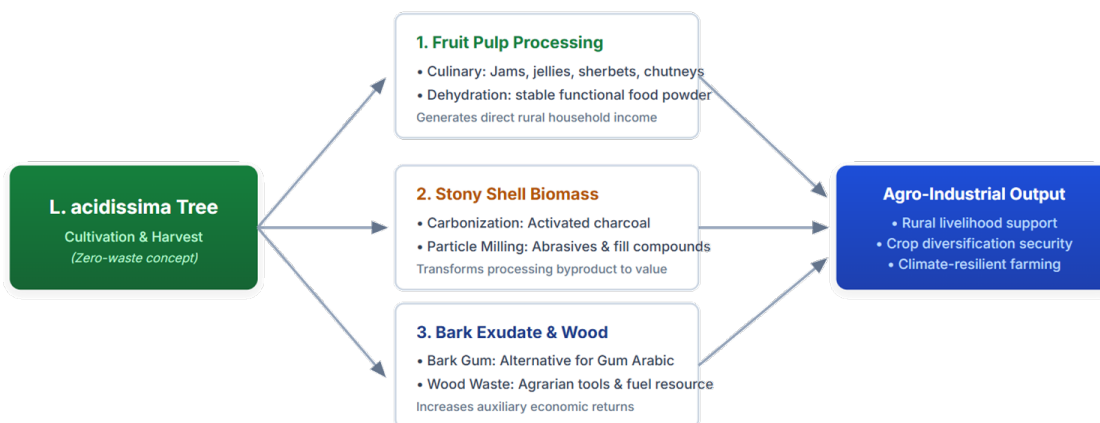 L. acidissima Tree
Cultivation & Harvest
(Zero-waste concept)
1. Fruit Pulp Processing
• Culinary: Jams, jellies, sherbets, chutneys
• Dehydration: stable functional food powder
Generates direct rural household income
2. Stony Shell Biomass
• Carbonization: Activated charcoal
• Particle Milling: Abrasives & fill compounds
Transforms processing byproduct to value
3. Bark Exudate & Wood
• Bark Gum: Alternative for Gum Arabic
• Wood Waste: Agrarian tools & fuel resource
Increases auxiliary economic returns
Agro-Industrial Output
• Rural livelihood support
• Crop diversification security
• Climate-resilient farming